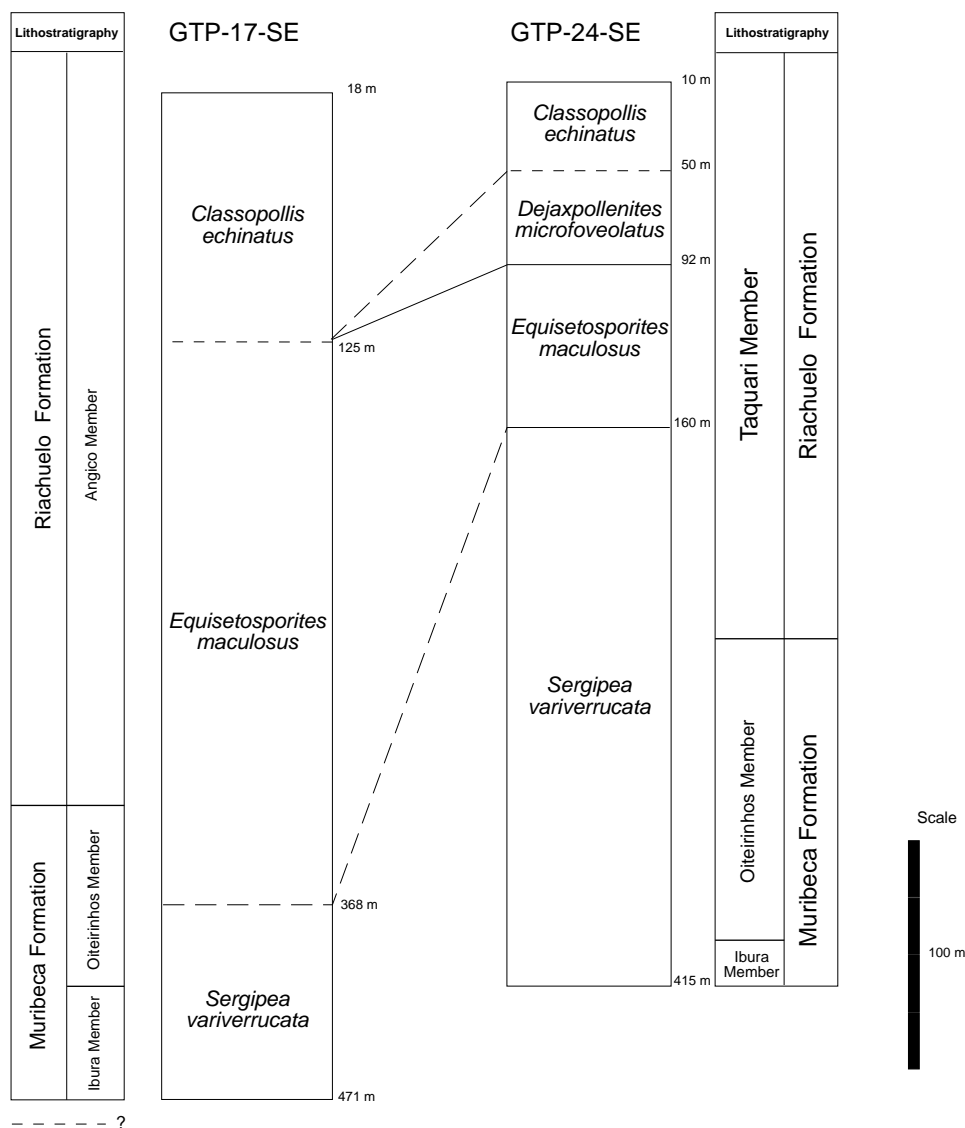 Lithostratigraphy
GTP-17-SE
GTP-24-SE
Lithostratigraphy
Riachuelo Formation
Angico Member
Muribeca Formation
Oiteirinhos Member
Ibura Member
18 m
Classopollis
echinatus
125 m
Equisetosporites
maculosus
368 m
Sergipea
variverrucata
471 m
10 m
Classopollis
echinatus
50 m
Dejaxpollenites
microfoveolatus
92 m
Equisetosporites
maculosus
160 m
Sergipea
variverrucata
415 m
Taquari Member
Riachuelo Formation
Oiteirinhos Member
Ibura
Member
Muribeca Formation
Scale
100 m
?